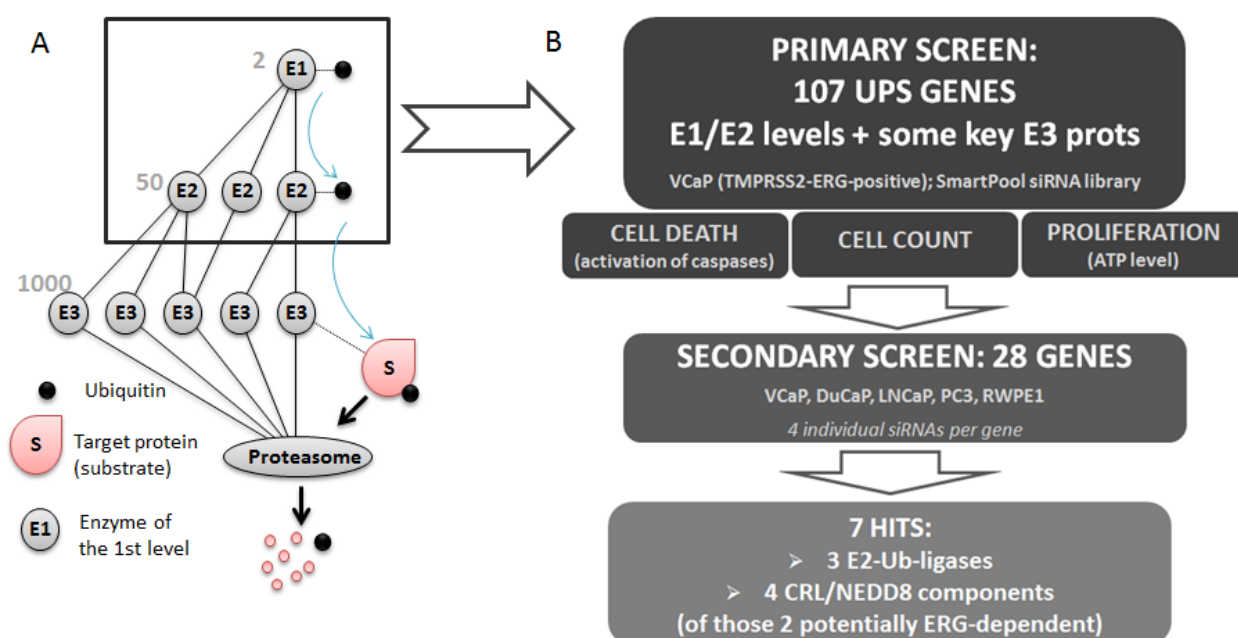 A
2
E1
50
E2
E2
E2
1000
E3
E3
E3
E3
E3
S
Ubiquitin
S
Target protein
(substrate)
Proteasome
E1
Enzyme of
the 1st level
B
PRIMARY SCREEN:
107 UPS GENES
E1/E2 levels + some key E3 prots
VCaP (TMPRSS2-ERG-positive); SmartPool siRNA library
CELL DEATH
(activation of caspases)
CELL COUNT
PROLIFERATION
(ATP level)
SECONDARY SCREEN: 28 GENES
VCaP, DuCaP, LNCaP, PC3, RWPE1
4 individual siRNAs per gene
7 HITS:
➢ 3 E2-Ub-ligases
➢ 4 CRL/NEDD8 components
(of those 2 potentially ERG-dependent)